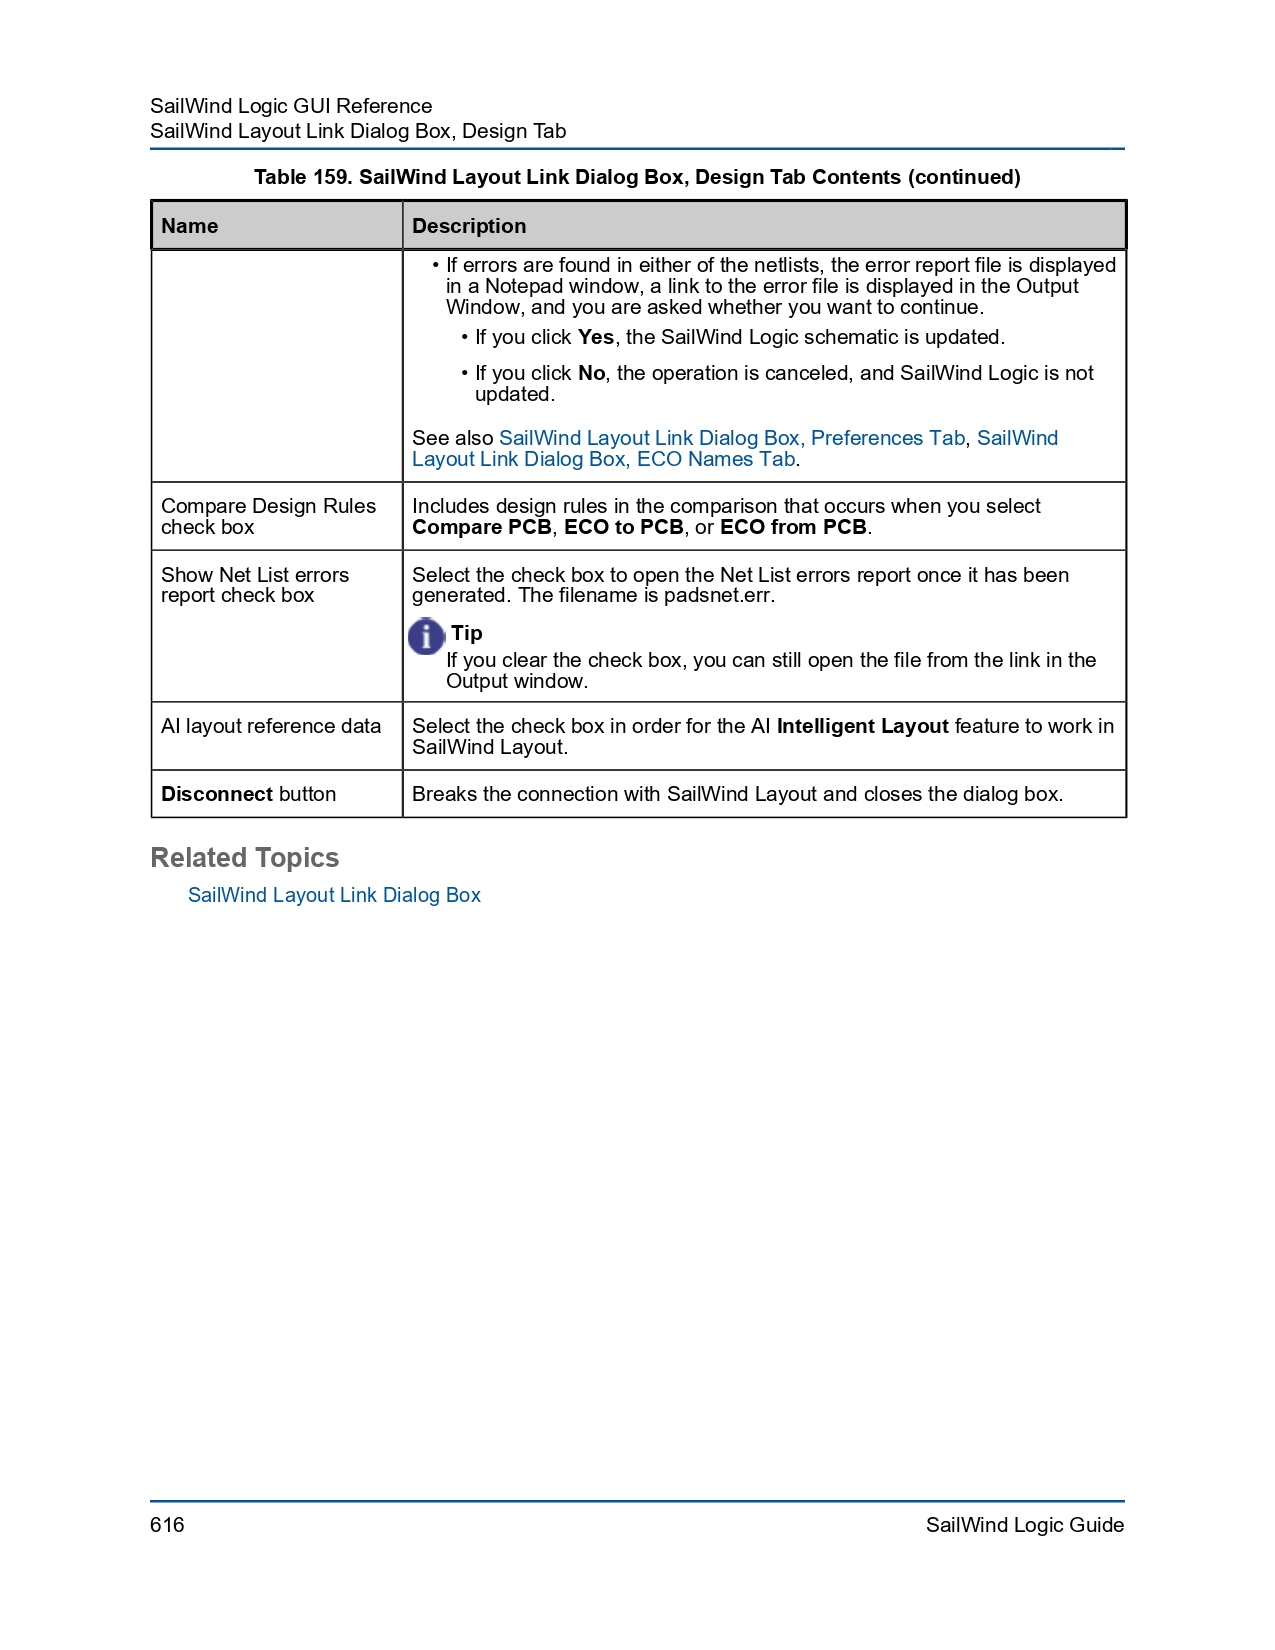 SailWind Logic GUI Reference
SailWind Layout Link Dialog Box, Design Tab
Table 159. SailWind Layout Link Dialog Box, Design Tab Contents (continued)
Name Description
• If errors are found in either of the netlists, the error report file is displayed
in a Notepad window, a link to the error file is displayed in the Output
Window, and you are asked whether you want to continue.
• If you click Yes, the SailWind Logic schematic is updated.
• If you click No, the operation is canceled, and SailWind Logic is not
updated.
See also SailWind Layout Link Dialog Box, Preferences Tab, SailWind
Layout Link Dialog Box, ECO Names Tab.
Compare Design Rules
check box
Includes design rules in the comparison that occurs when you select
Compare PCB, ECO to PCB, or ECO from PCB.
Show Net List errors
report check box
Select the check box to open the Net List errors report once it has been
generated. The filename is padsnet.err.
i Tip
If you clear the check box, you can still open the file from the link in the
Output window.
AI layout reference data
Select the check box in order for the AI Intelligent Layout feature to work in
SailWind Layout.
Disconnect button
Breaks the connection with SailWind Layout and closes the dialog box.
Related Topics
SailWind Layout Link Dialog Box
616
SailWind Logic Guide